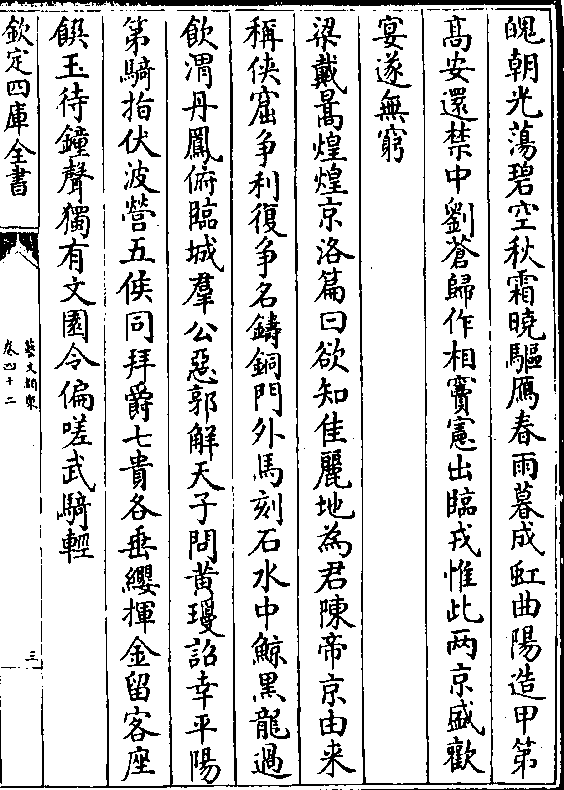 䰟朝光蕩碧空秋霜曉驅鴈春雨暮成虹曲陽造甲第
髙安還禁中劉蒼歸作相竇憲出臨戎惟此兩京盛歡
宴遂無窮
梁戴暠煌煌京洛篇曰欲知佳麗地為君陳帝京由来
稱俠窟争利復争名鑄銅門外馬刻石水中鯨黑龍過
飲渭丹鳳俯臨城羣公惡郭解天子問黄瓊詔幸平陽
第騎指伏波營五侯同拜爵七貴各垂纓揮金留客座
饌玉待鐘聲獨有文園令偏嗟武騎輕
欽定四庫全書
藝文類聚
卷四十二
三